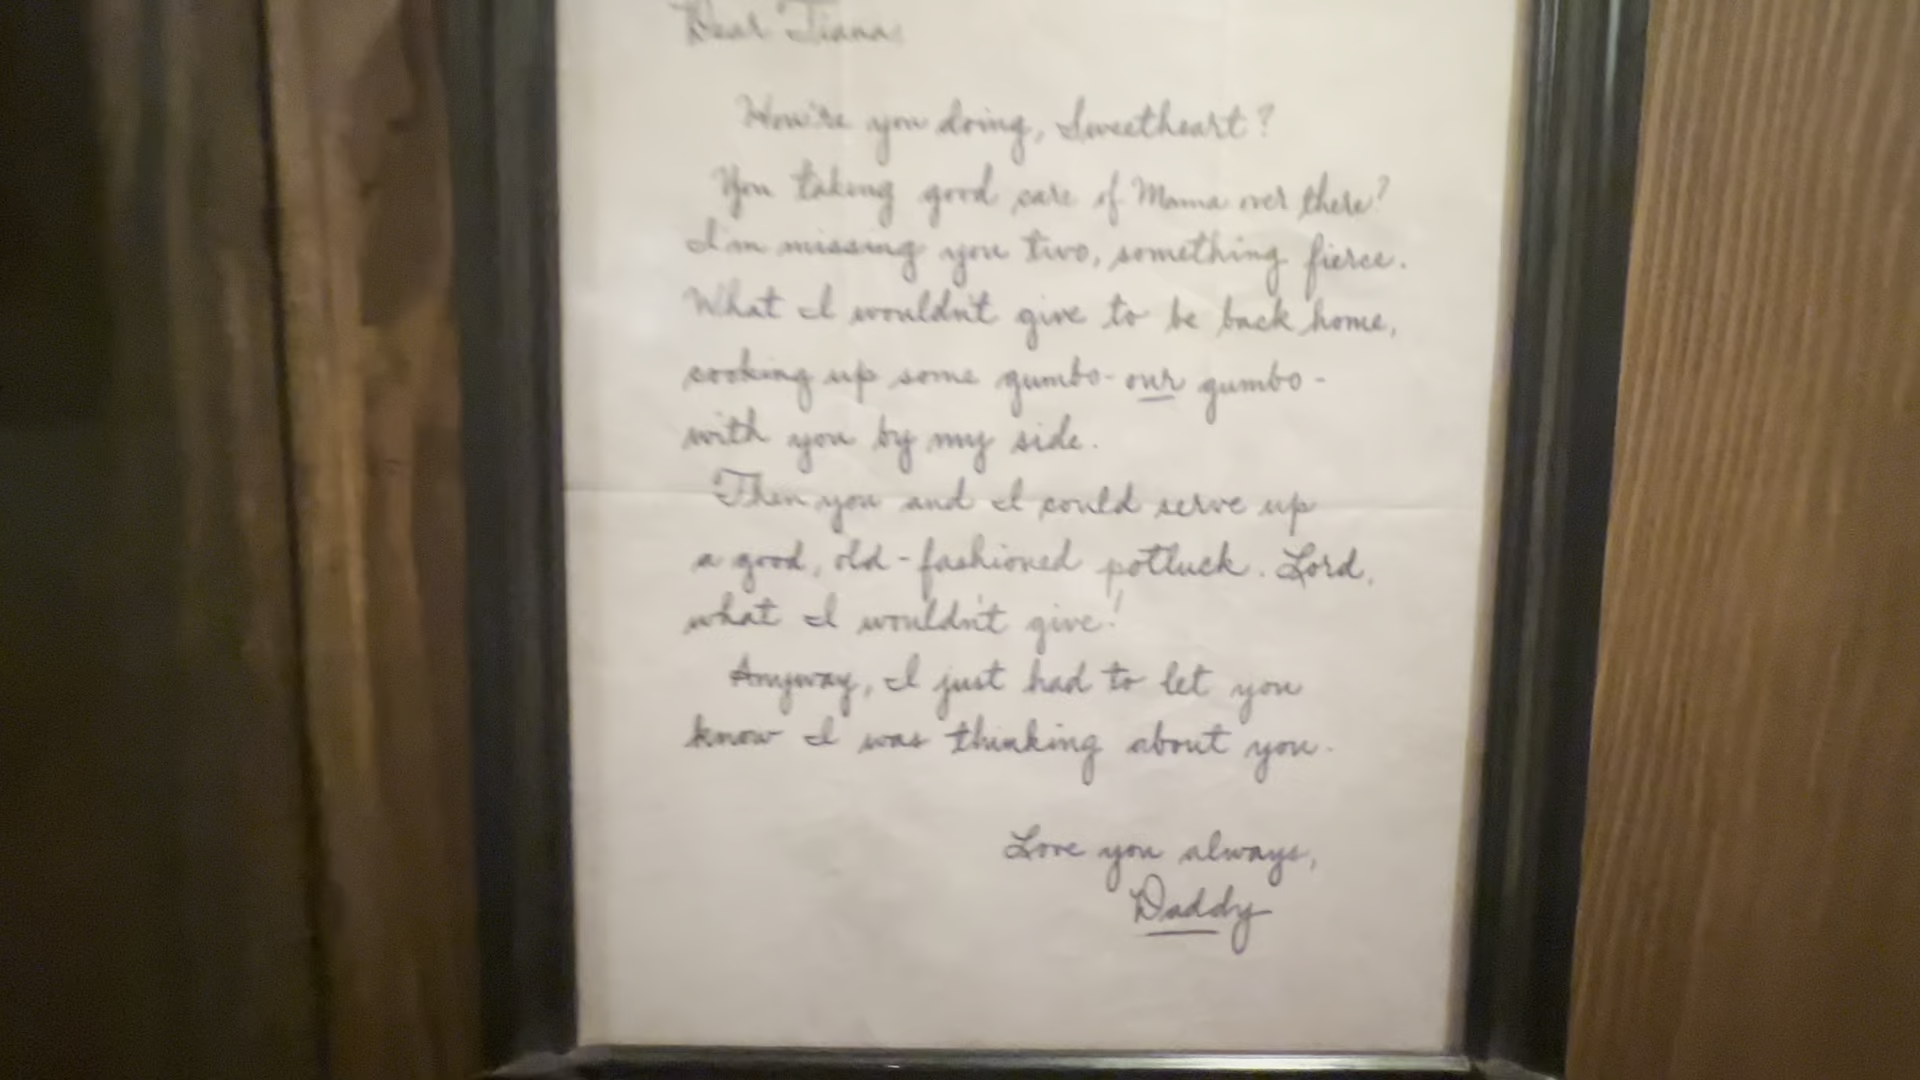 Dear Tiana,
How're you doing, Sweetheart?
You taking good care of Mama over there?
I'm missing you two, something fierce.
What I wouldn't give to be back home,
cooking up some gumbo- our gumbo -
with you by my side.
Then you and I could serve up
a good, old-fashioned potluck. Lord,
what I wouldn't give!
Anyway, I just had to let you
know I was thinking about you.
Love you always,
Daddy